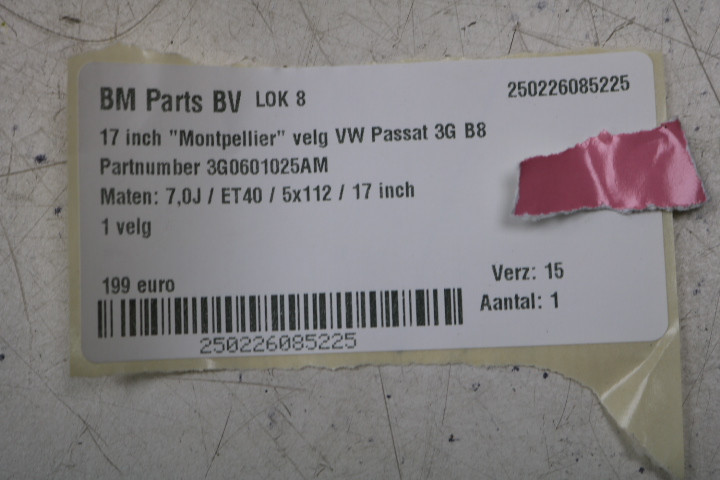 BM Parts BV LOK 8 250226085225
17 inch "Montpellier" velg VW Passat 3G B8
Partnumber 3G0601025AM
Maten: 7,0J / ET40 / 5x112 / 17 inch
1 velg
199 euro
Verz: 15
Aantal: 1
250226085225